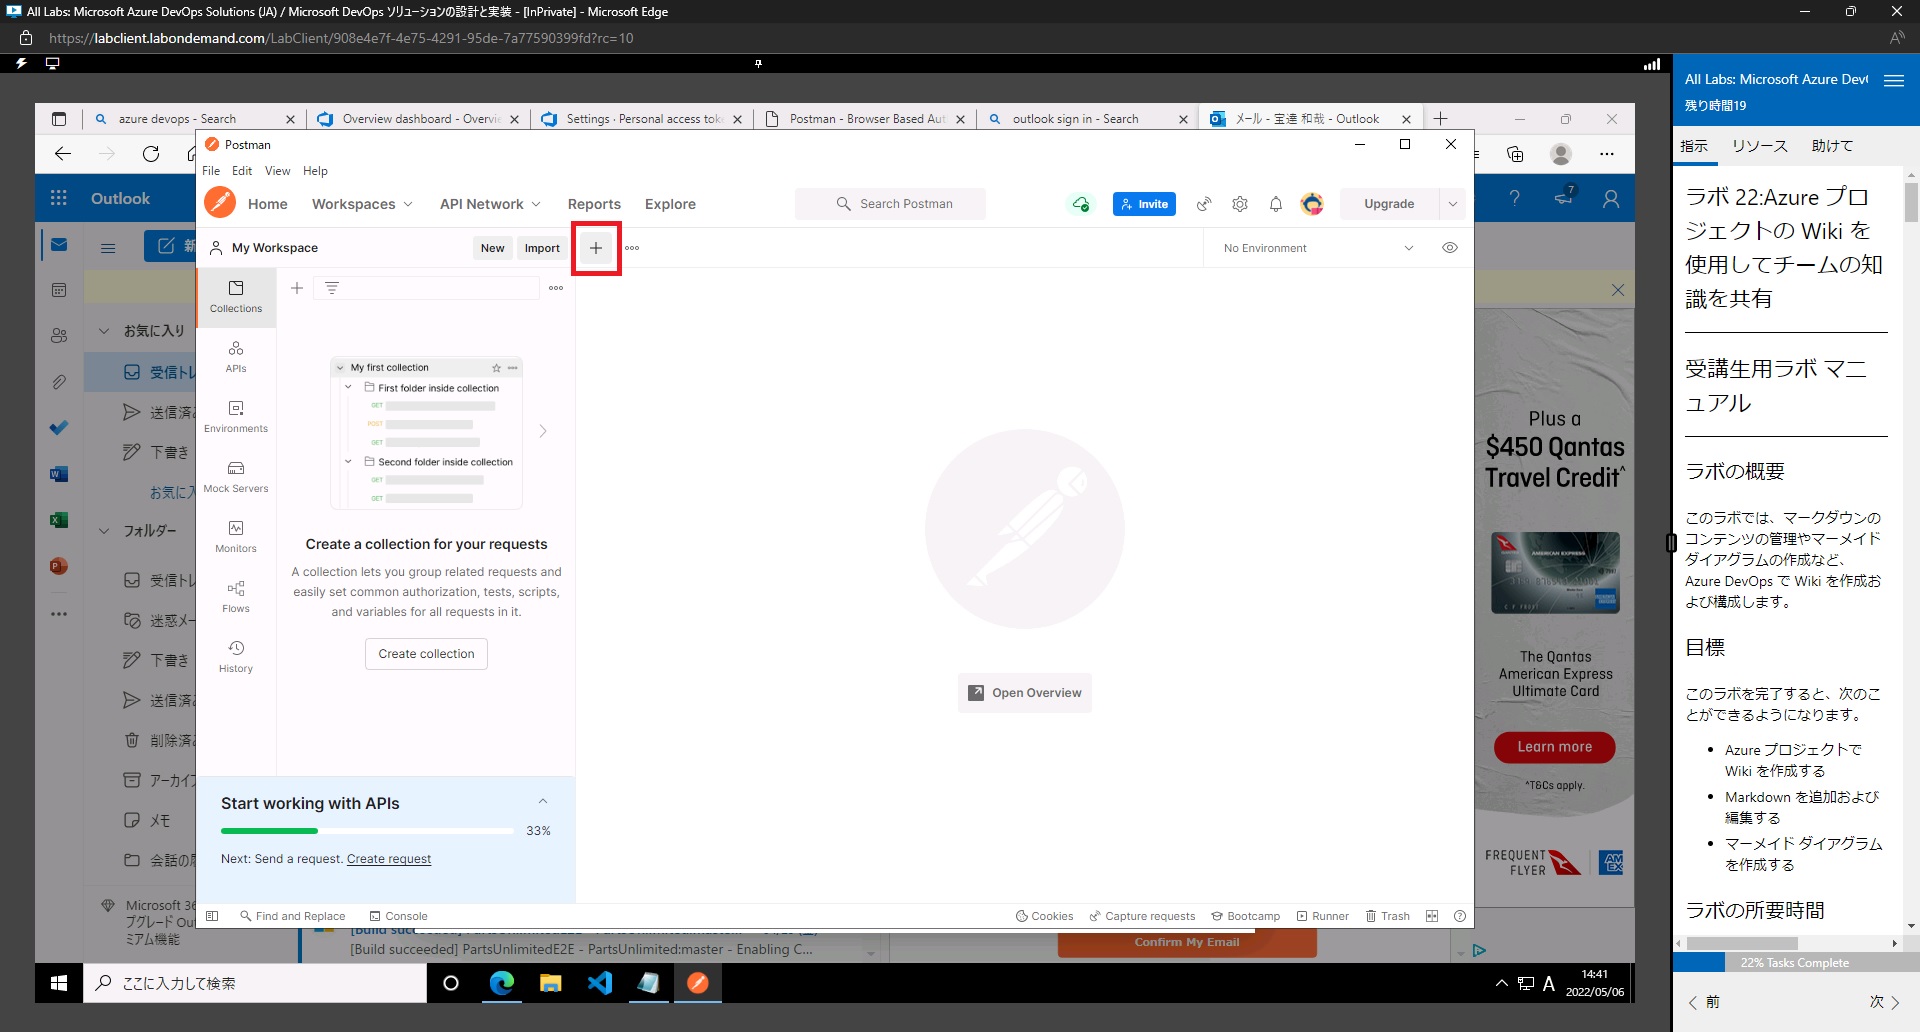 All Labs: Microsoft Azure DevOps Solutions (JA) / Microsoft DevOps ソリューションの設計と実装 - [InPrivate] - Microsoft Edge
https://labclient.labondemand.com/LabClient/908e4e7f-4e75-4291-95de-7a77590399fd?rc=10
azure devops - Search
Overview dashboard - Overvie
Settings · Personal access toke
Postman - Browser Based Aut
outlook sign in - Search
メール - 宝達 和哉 - Outlook
Postman
File Edit View Help
Outlook
Home
Workspaces
API Network
Reports
Explore
Search Postman
Invite
Upgrade
7
My Workspace
New
Import
No Environment
新
Collections
APIs
Environments
Mock Servers
Monitors
Flows
History
お気に入り
受信トレ
送信済
下書き
お気に入
フォルダー
受信トレ
迷惑メー
下書き
送信済
削除済
アーカイブ
メモ
会話の履
Microsoft 36
プグレード Ou
ミアム機能
My first collection
First folder inside collection
GET
POST
GET
Second folder inside collection
GET
GET
Create a collection for your requests
A collection lets you group related requests and
easily set common authorization, tests, scripts,
and variables for all requests in it.
Create collection
Open Overview
Start working with APIs
33%
Next: Send a request. Create request
Find and Replace
Console
Cookies
Capture requests
Bootcamp
Runner
Trash
[Build succeeded] PartsUnlimitedE2E - PartsUnlimited:master - Enabling C...
Confirm My Email
Plus a
$450 Qantas
Travel Credit^
AMERICAN EXPRESS
The Qantas
American Express
Ultimate Card
Learn more
^T&Cs apply.
FREQUENT
FLYER
AM
EX
ここに入力して検索
A
14:41
2022/05/06
All Labs: Microsoft Azure Dev
残り時間19
指示
リソース
助けて
ラボ 22:Azure プロ
ジェクトの Wiki を
使用してチームの知
識を共有
受講生用ラボ マニ
ュアル
ラボの概要
このラボでは、マークダウンの
コンテンツの管理やマーメイド
ダイアグラムの作成など、
Azure DevOps で Wiki を作成お
よび構成します。
目標
このラボを完了すると、次のこ
とができるようになります。
• Azure プロジェクトで
Wiki を作成する
• Markdown を追加および
編集する
• マーメイド ダイアグラム
を作成する
ラボの所要時間
22% Tasks Complete
前
次